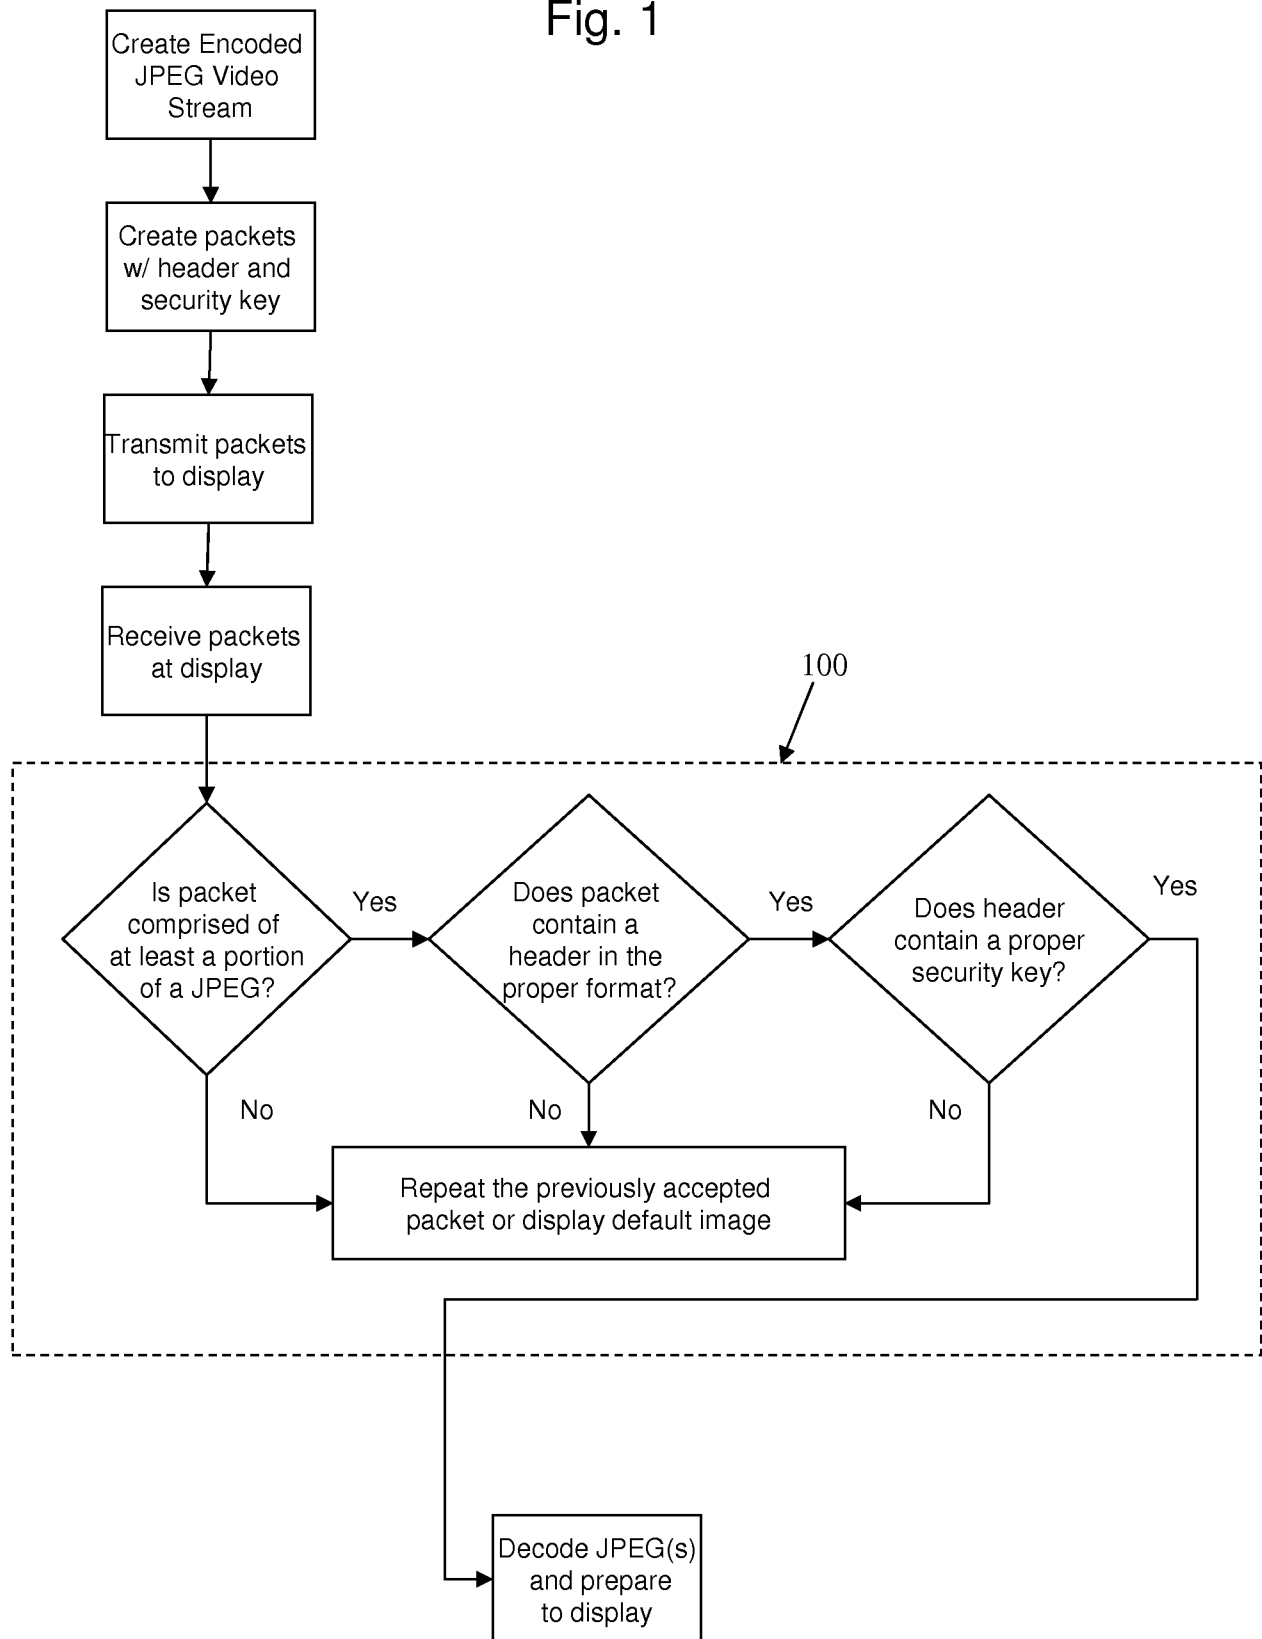 Fig. 1
Create Encoded
JPEG Video
Stream
Create packets
w/ header and
security key
Transmit packets
to display
Receive packets
at display
100
Is packet
comprised of
at least a portion
of a JPEG?
Yes
Does packet
contain a
header in the
proper format?
Yes
Does header
contain a proper
security key?
Yes
No
No
No
Repeat the previously accepted
packet or display default image
Decode JPEG(s)
and prepare
to display